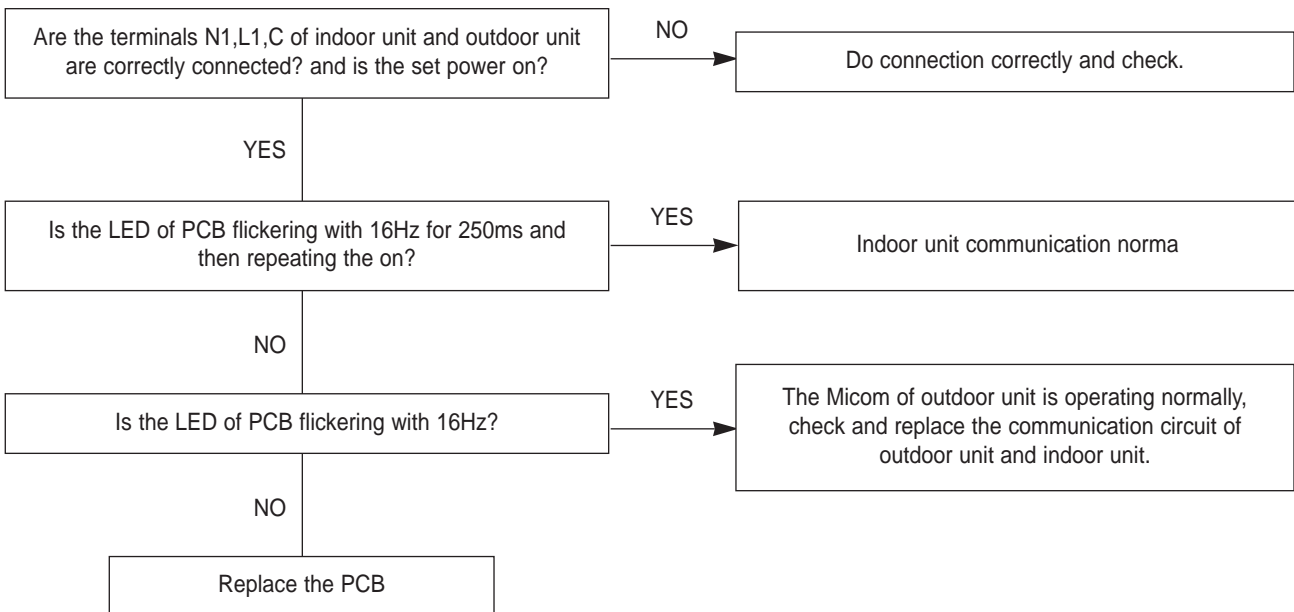 Are the terminals N1,L1,C of indoor unit and outdoor unit
are correctly connected? and is the set power on?
NO
Do connection correctly and check.
YES
Is the LED of PCB flickering with 16Hz for 250ms and
then repeating the on?
YES
Indoor unit communication norma
NO
Is the LED of PCB flickering with 16Hz?
YES
The Micom of outdoor unit is operating normally,
check and replace the communication circuit of
outdoor unit and indoor unit.
NO
Replace the PCB